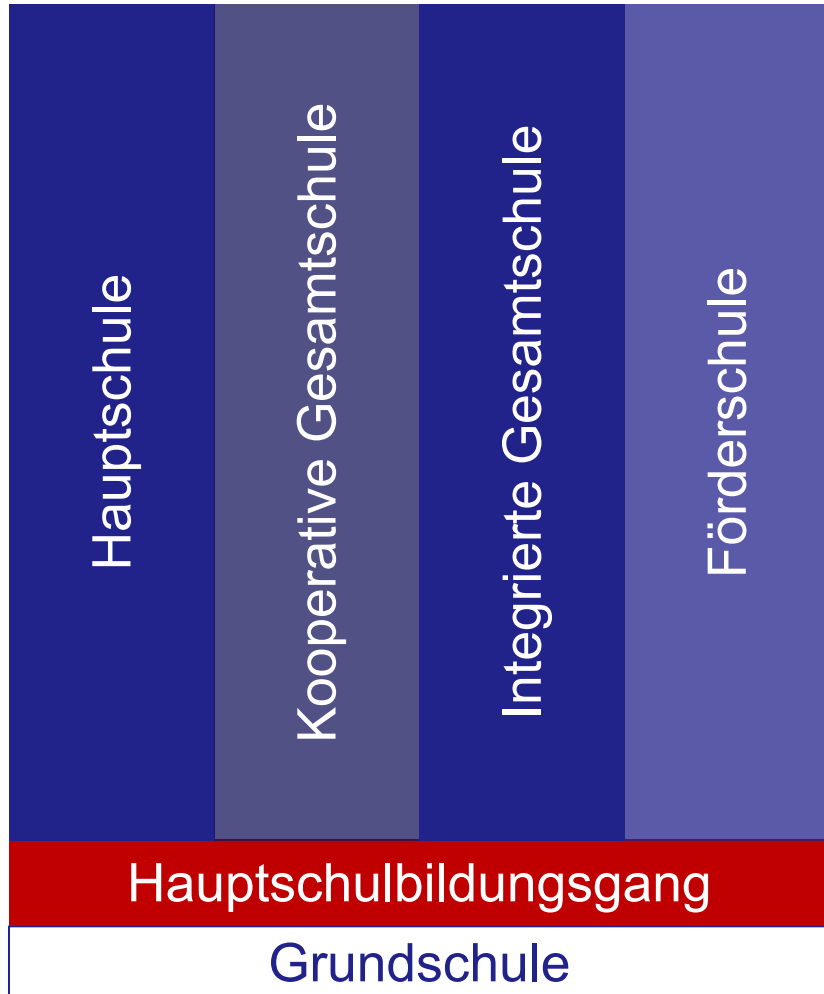 Hauptschule
Kooperative Gesamtschule
Integrierte Gesamtschule
Förderschule
Hauptschulbildungsgang
Grundschule